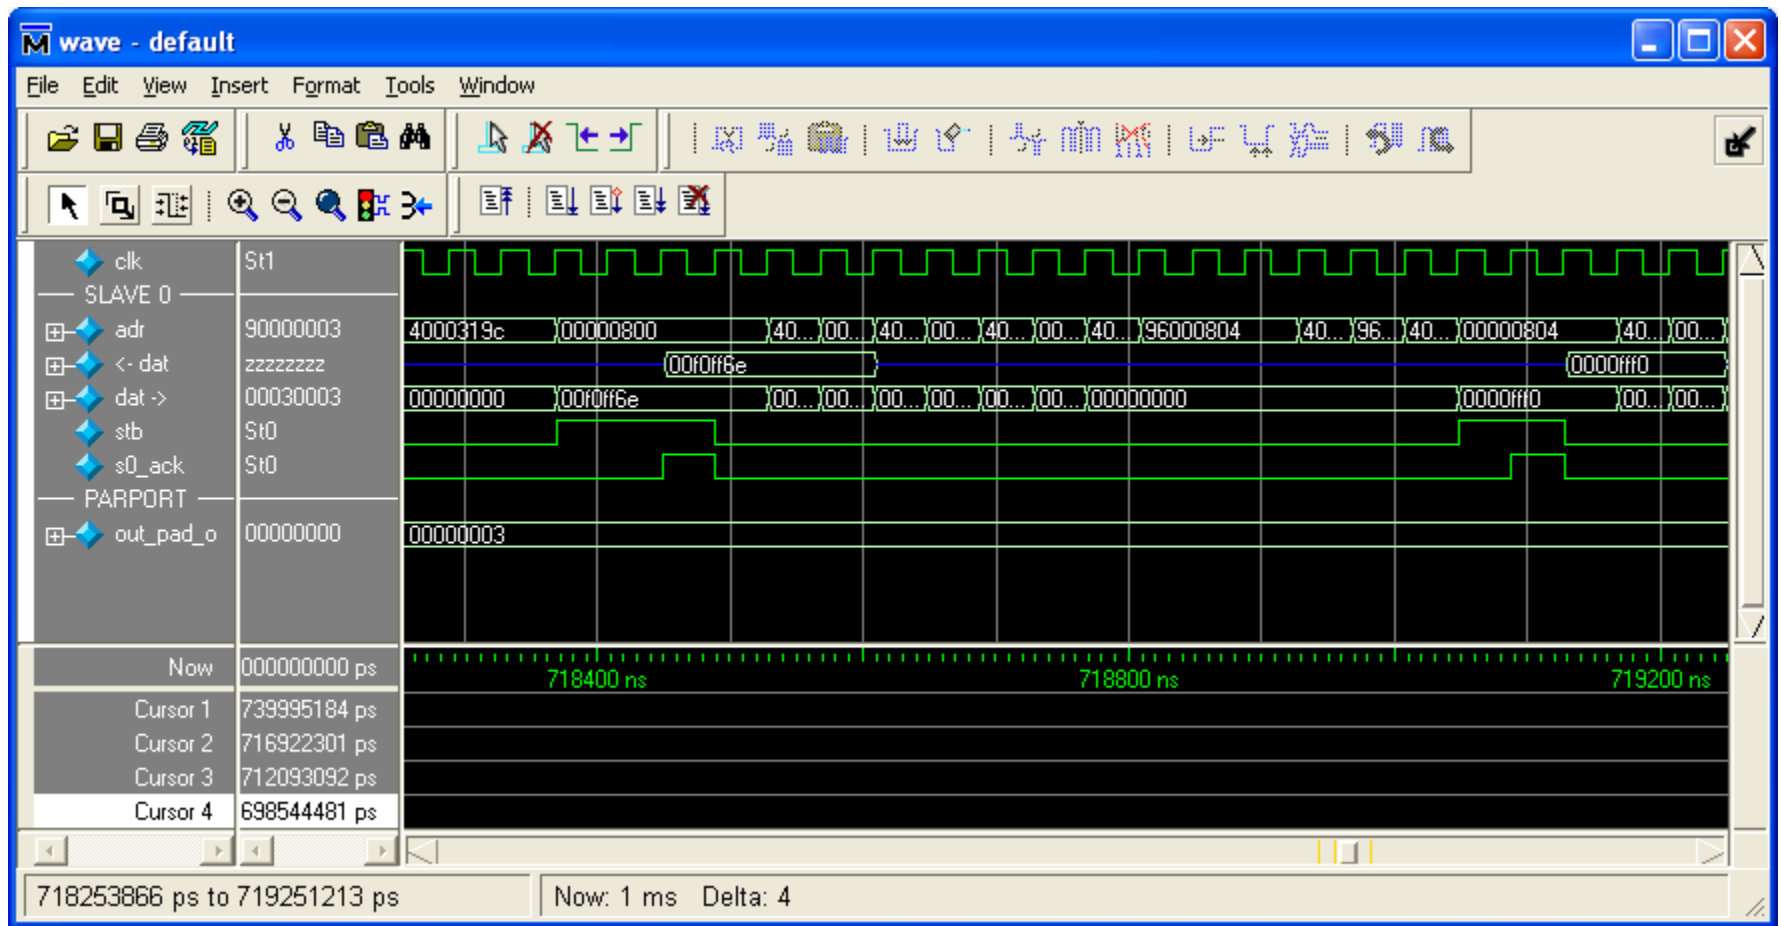 wave - default
File Edit View Insert Format Tools Window
clk St1
SLAVE 0
adr 90000003 4000319c 00000800 40... 00... 40... 00... 40... 00... 40... 96000804 40... 96... 40... 00000804 40... 00...
<- dat zzzzzzzz 00f0ff6e 0000fff0
dat -> 00030003 00000000 00f0ff6e 00... 00... 00... 00... 00... 00... 00000000 0000fff0 00... 00...
stb St0
s0_ack St0
PARPORT
out_pad_o 00000000 00000003
Now 000000000 ps 718400 ns 718800 ns 719200 ns
Cursor 1 739995184 ps
Cursor 2 716922301 ps
Cursor 3 712093092 ps
Cursor 4 698544481 ps
718253866 ps to 719251213 ps Now: 1 ms Delta: 4